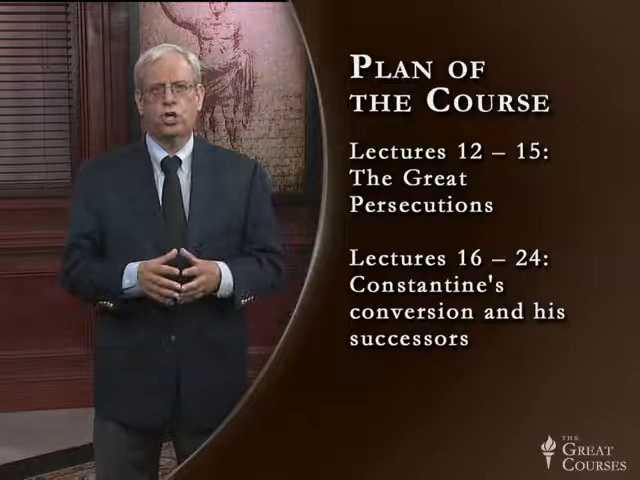 PLAN OF
THE COURSE
Lectures 12 – 15:
The Great
Persecutions
Lectures 16 – 24:
Constantine's
conversion and his
successors
THE
GREAT
COURSES